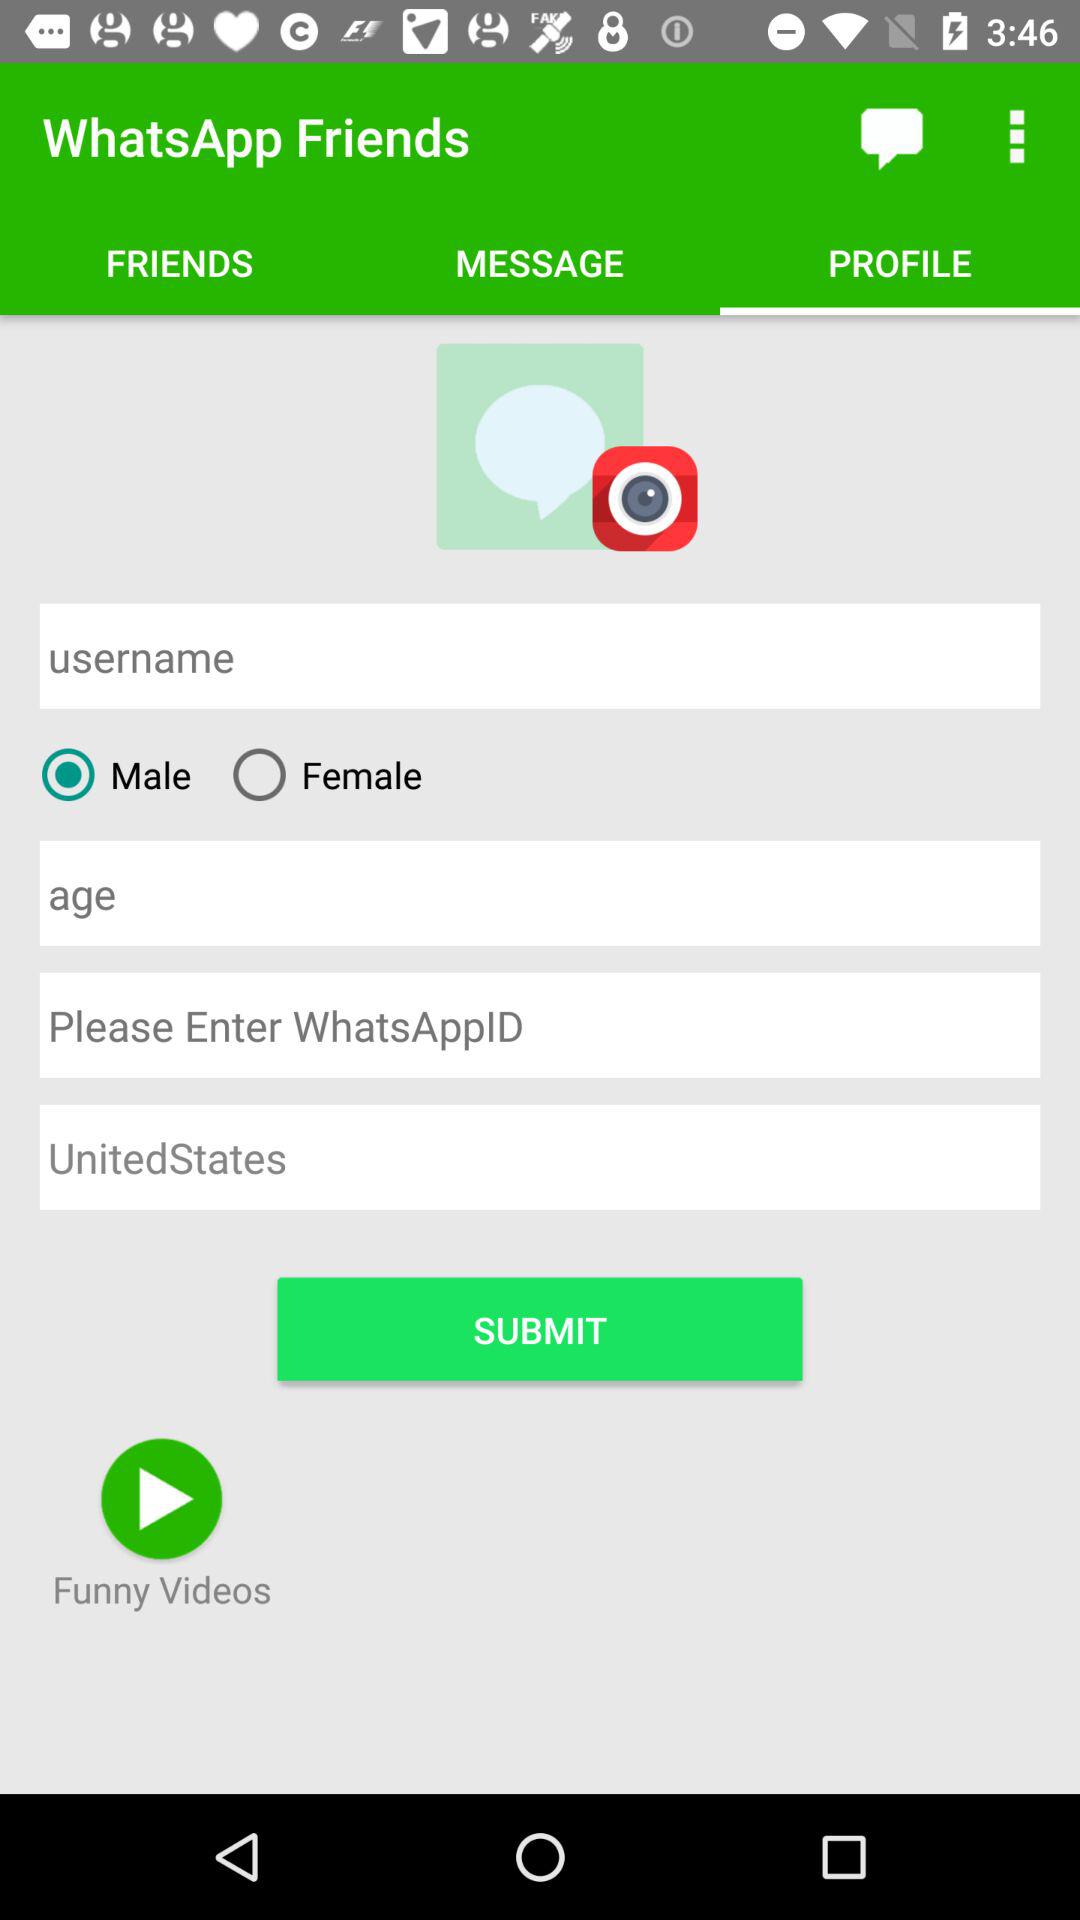 3:46
WhatsApp Friends
FRIENDS MESSAGE PROFILE
username
Male Female
age
Please Enter WhatsAppID
UnitedStates
SUBMIT
Funny Videos